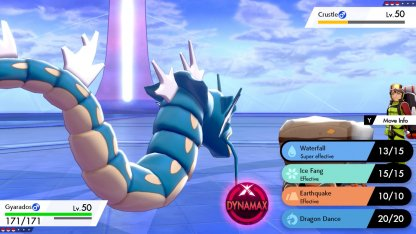 Crustle♂ Lv. 50
Y Move Info
Waterfall 13/15
Super effective
Ice Fang 15/15
Effective
Earthquake 10/10
Effective
Dragon Dance 20/20
X
DYNAMAX
Gyarados♂ Lv. 50
171/171